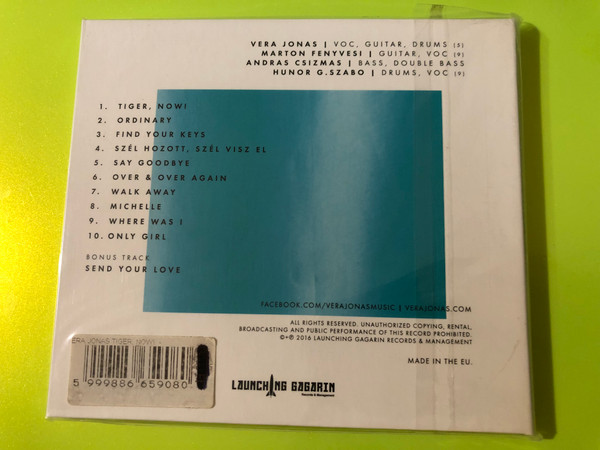 VERA JONAS | VOC, GUITAR, DRUMS (5)
MARTON FENYVESI | GUITAR, VOC (9)
ANDRAS CSIZMAS | BASS, DOUBLE BASS
HUNOR G.SZABO | DRUMS, VOC (9)
1. TIGER, NOW!
2. ORDINARY
3. FIND YOUR KEYS
4. SZÉL HOZOTT, SZÉL VISZ EL
5. SAY GOODBYE
6. OVER & OVER AGAIN
7. WALK AWAY
8. MICHELLE
9. WHERE WAS I
10. ONLY GIRL
BONUS TRACK
SEND YOUR LOVE
FACEBOOK.COM/VERAJONASMUSIC | VERAJONAS.COM
ALL RIGHTS RESERVED. UNAUTHORIZED COPYING, RENTAL,
BROADCASTING AND PUBLIC PERFORMANCE OF THIS RECORD PROHIBITED.
©+℗ 2016 LAUNCHING GAGARIN RECORDS & MANAGEMENT
MADE IN THE EU.
ERA JONAS:TIGER, NOW!
5 999886 659080
LAUNCHING GAGARIN
Records & Management